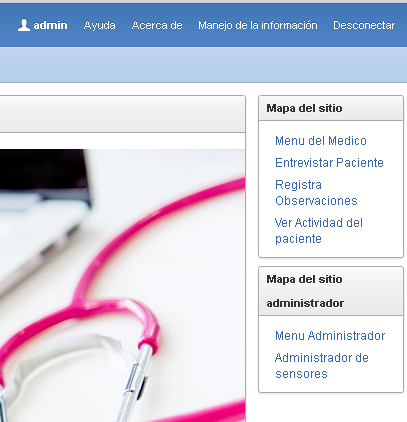 admin Ayuda Acerca de Manejo de la información Desconectar
Mapa del sitio
Menu del Medico
Entrevistar Paciente
Registra
Observaciones
Ver Actividad del
paciente
Mapa del sitio
administrador
Menu Administrador
Administrador de
sensores